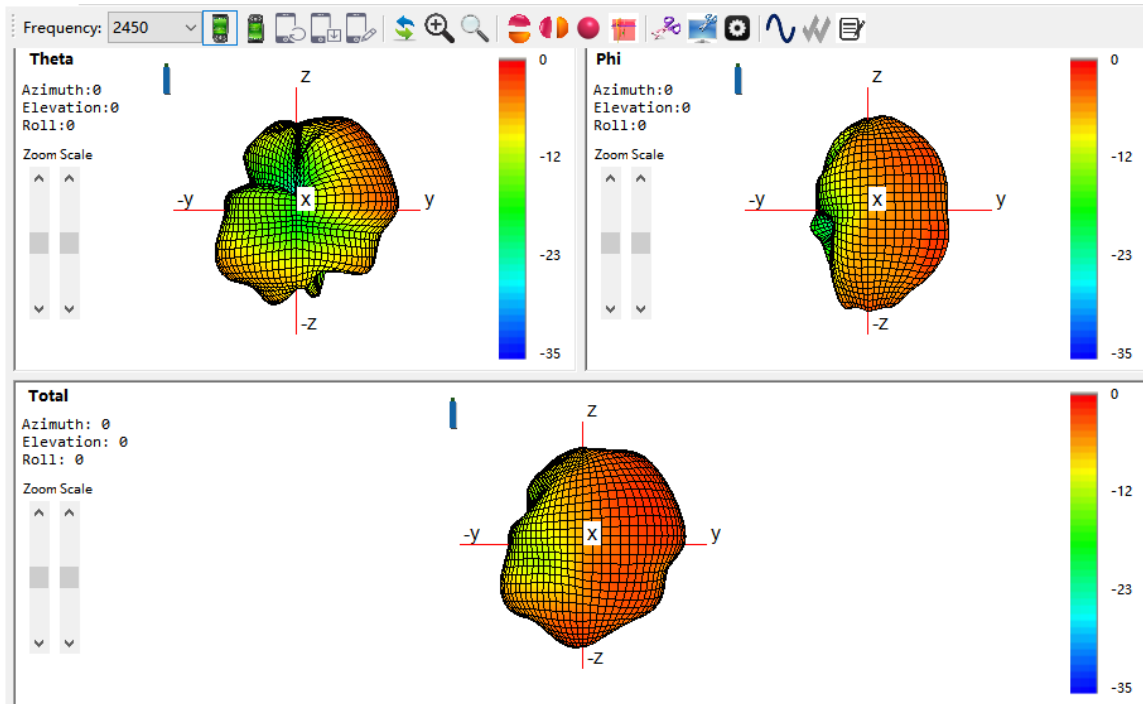 Frequency: 2450
Theta
Azimuth:0
Elevation:0
Roll:0
Zoom Scale
z
-y
x
y
-z
0
-12
-23
-35
Phi
Azimuth:0
Elevation:0
Roll:0
Zoom Scale
z
-y
x
y
-z
0
-12
-23
-35
Total
Azimuth: 0
Elevation: 0
Roll: 0
Zoom Scale
z
-y
x
y
-z
0
-12
-23
-35